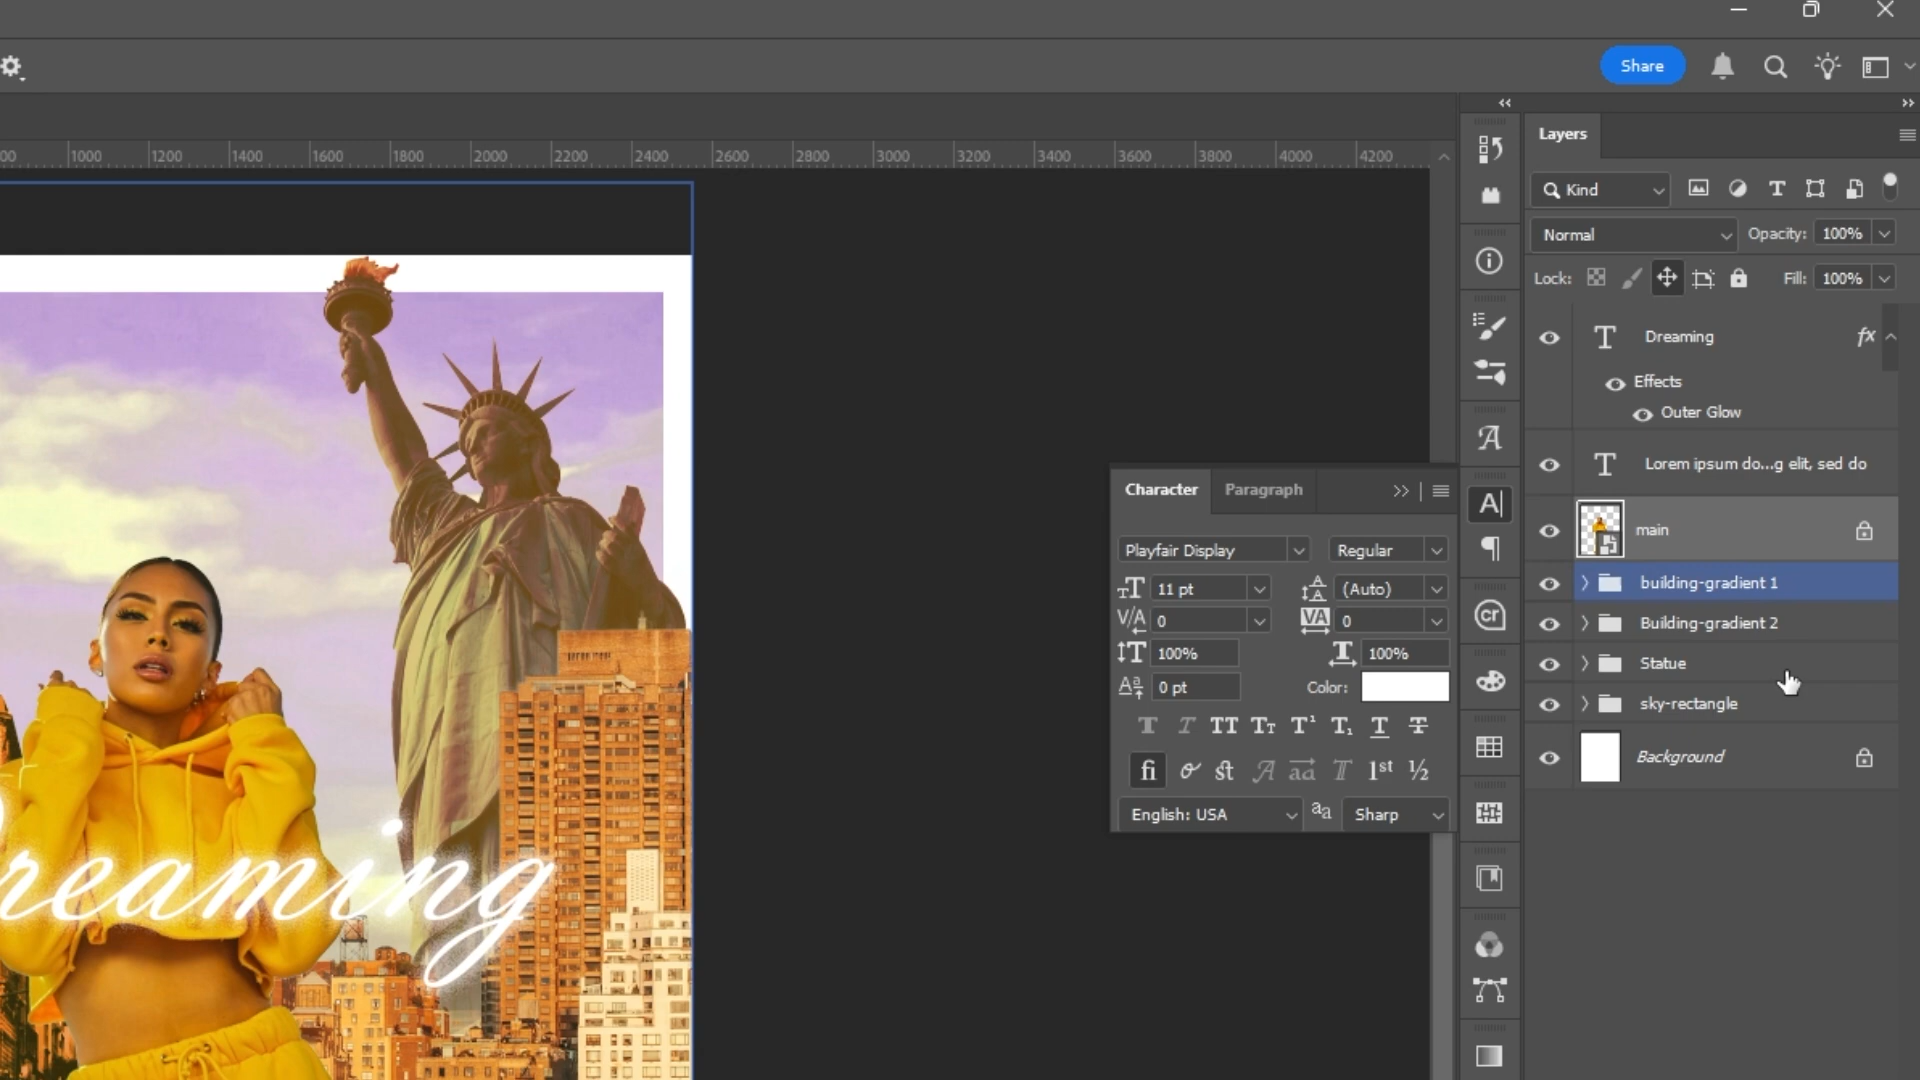 Share
00 1000 1200 1400 1600 1800 2000 2200 2400 2600 2800 3000 3200 3400 3600 3800 4000 4200
Layers
Kind
Normal Opacity: 100%
Lock: Fill: 100%
Dreaming fx
Effects
Outer Glow
Lorem ipsum do...g elit, sed do
main
building-gradient 1
Building-gradient 2
Statue
sky-rectangle
Background
Character Paragraph
Playfair Display Regular
11 pt (Auto)
0 0
100% 100%
0 pt Color:
English: USA Sharp
reaming